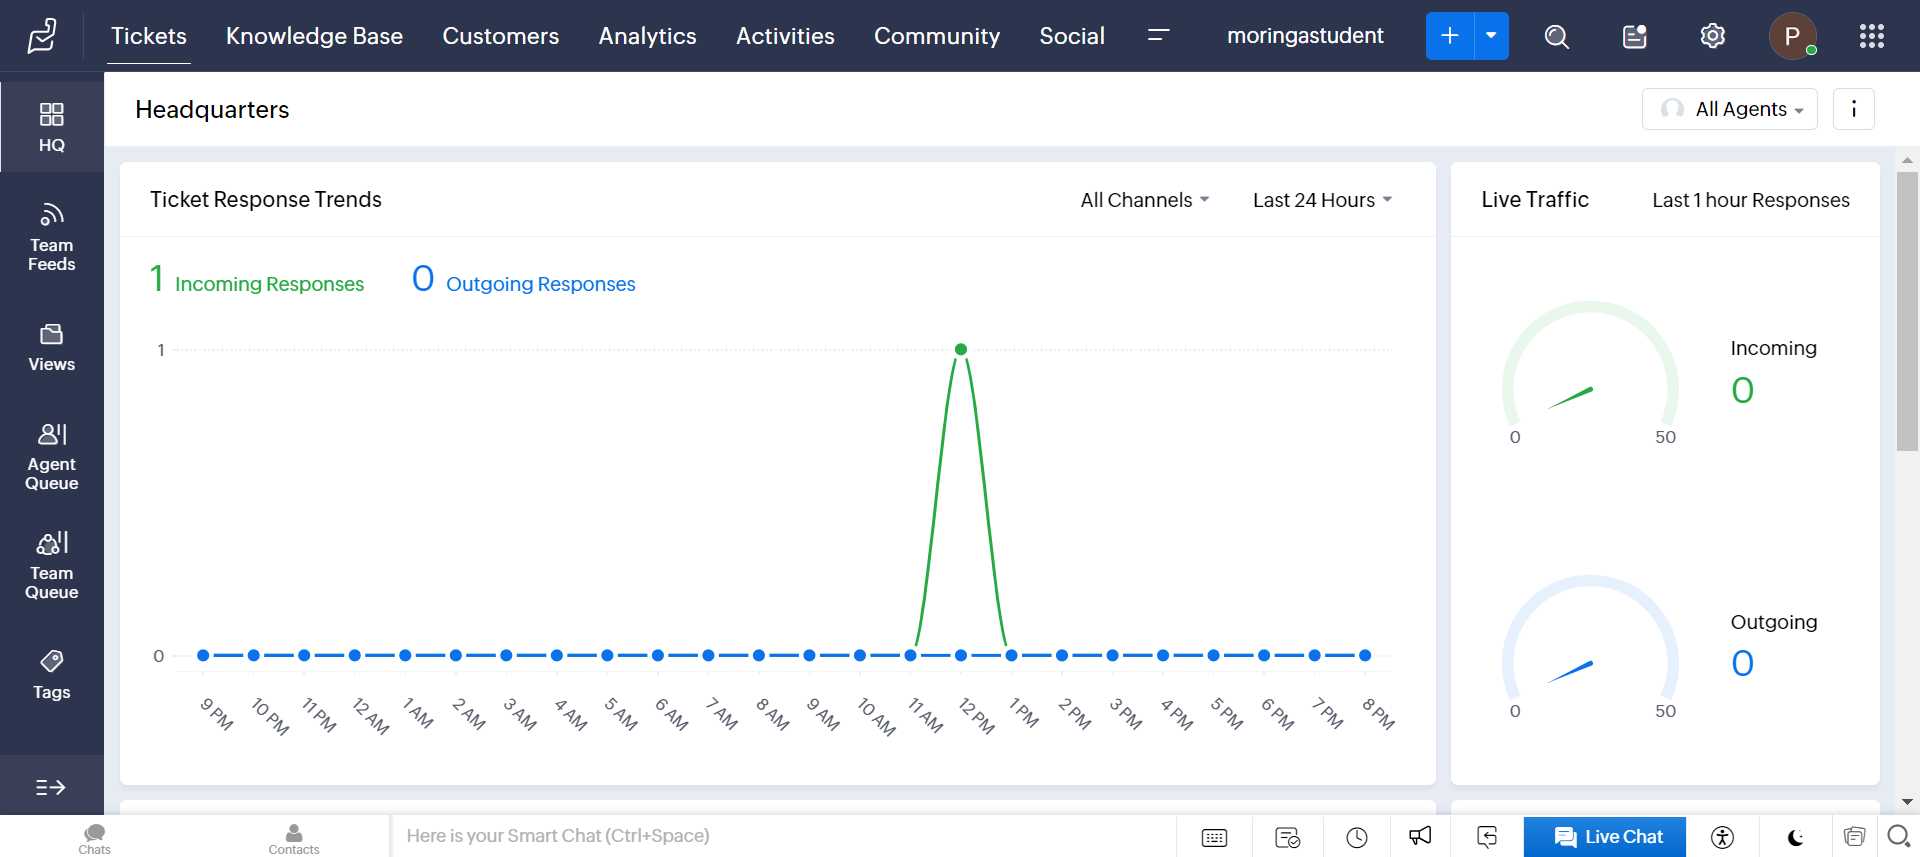 Tickets Knowledge Base Customers Analytics Activities Community Social moringastudent P
HQ
Team
Feeds
Views
Agent
Queue
Team
Queue
Tags
Headquarters All Agents i
Ticket Response Trends All Channels Last 24 Hours
1 Incoming Responses 0 Outgoing Responses
1
0
9 PM 10 PM 11 PM 12 AM 1 AM 2 AM 3 AM 4 AM 5 AM 6 AM 7 AM 8 AM 9 AM 10 AM 11 AM 12 PM 1 PM 2 PM 3 PM 4 PM 5 PM 6 PM 7 PM 8 PM
Live Traffic Last 1 hour Responses
Incoming
0
0 50
Outgoing
0
0 50
Chats Contacts Here is your Smart Chat (Ctrl+Space) Live Chat